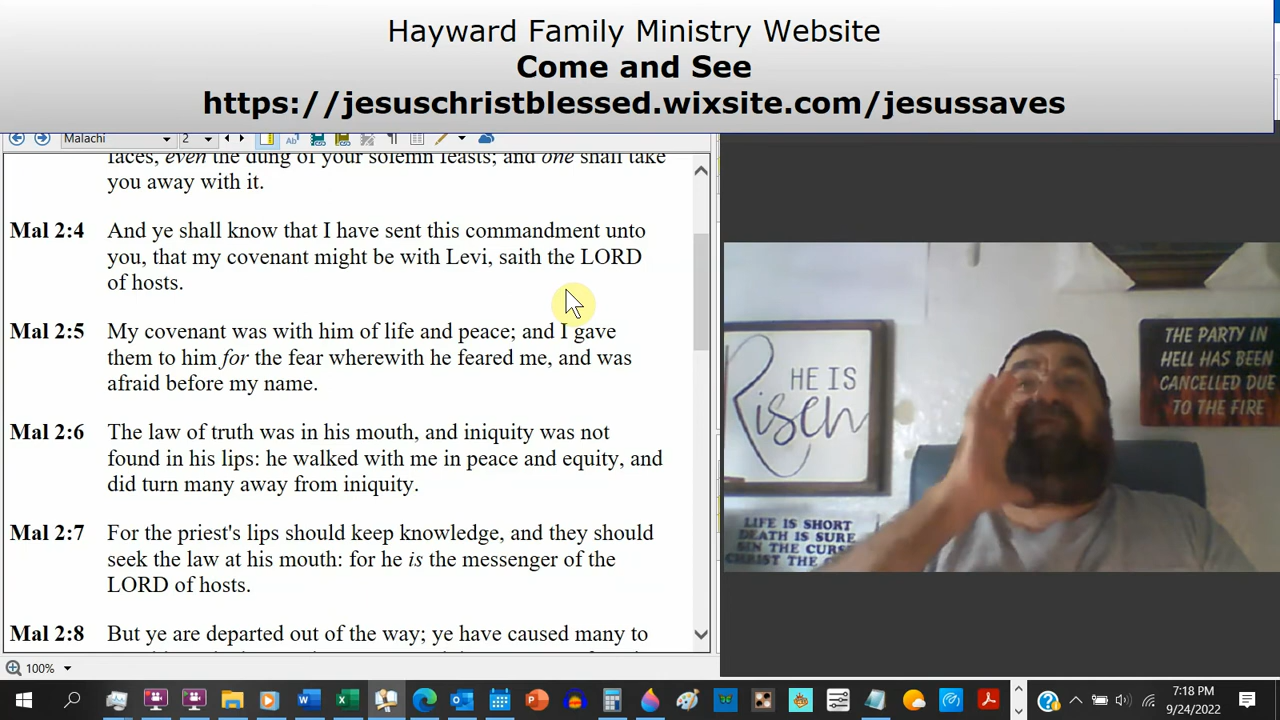 Hayward Family Ministry Website
Come and See
https://jesuschristblessed.wixsite.com/jesussaves
Malachi 2
faces, even the dung of your solemn feasts; and one shall take
you away with it.
Mal 2:4 And ye shall know that I have sent this commandment unto
you, that my covenant might be with Levi, saith the LORD
of hosts.
Mal 2:5 My covenant was with him of life and peace; and I gave
them to him for the fear wherewith he feared me, and was
afraid before my name.
Mal 2:6 The law of truth was in his mouth, and iniquity was not
found in his lips: he walked with me in peace and equity, and
did turn many away from iniquity.
Mal 2:7 For the priest's lips should keep knowledge, and they should
seek the law at his mouth: for he is the messenger of the
LORD of hosts.
Mal 2:8 But ye are departed out of the way; ye have caused many to
100%
HE IS
Risen
THE PARTY IN
HELL HAS BEEN
CANCELLED DUE
TO THE FIRE
LIFE IS SHORT
DEATH IS SURE
SIN THE CURS
CHRIST THE
7:18 PM
9/24/2022